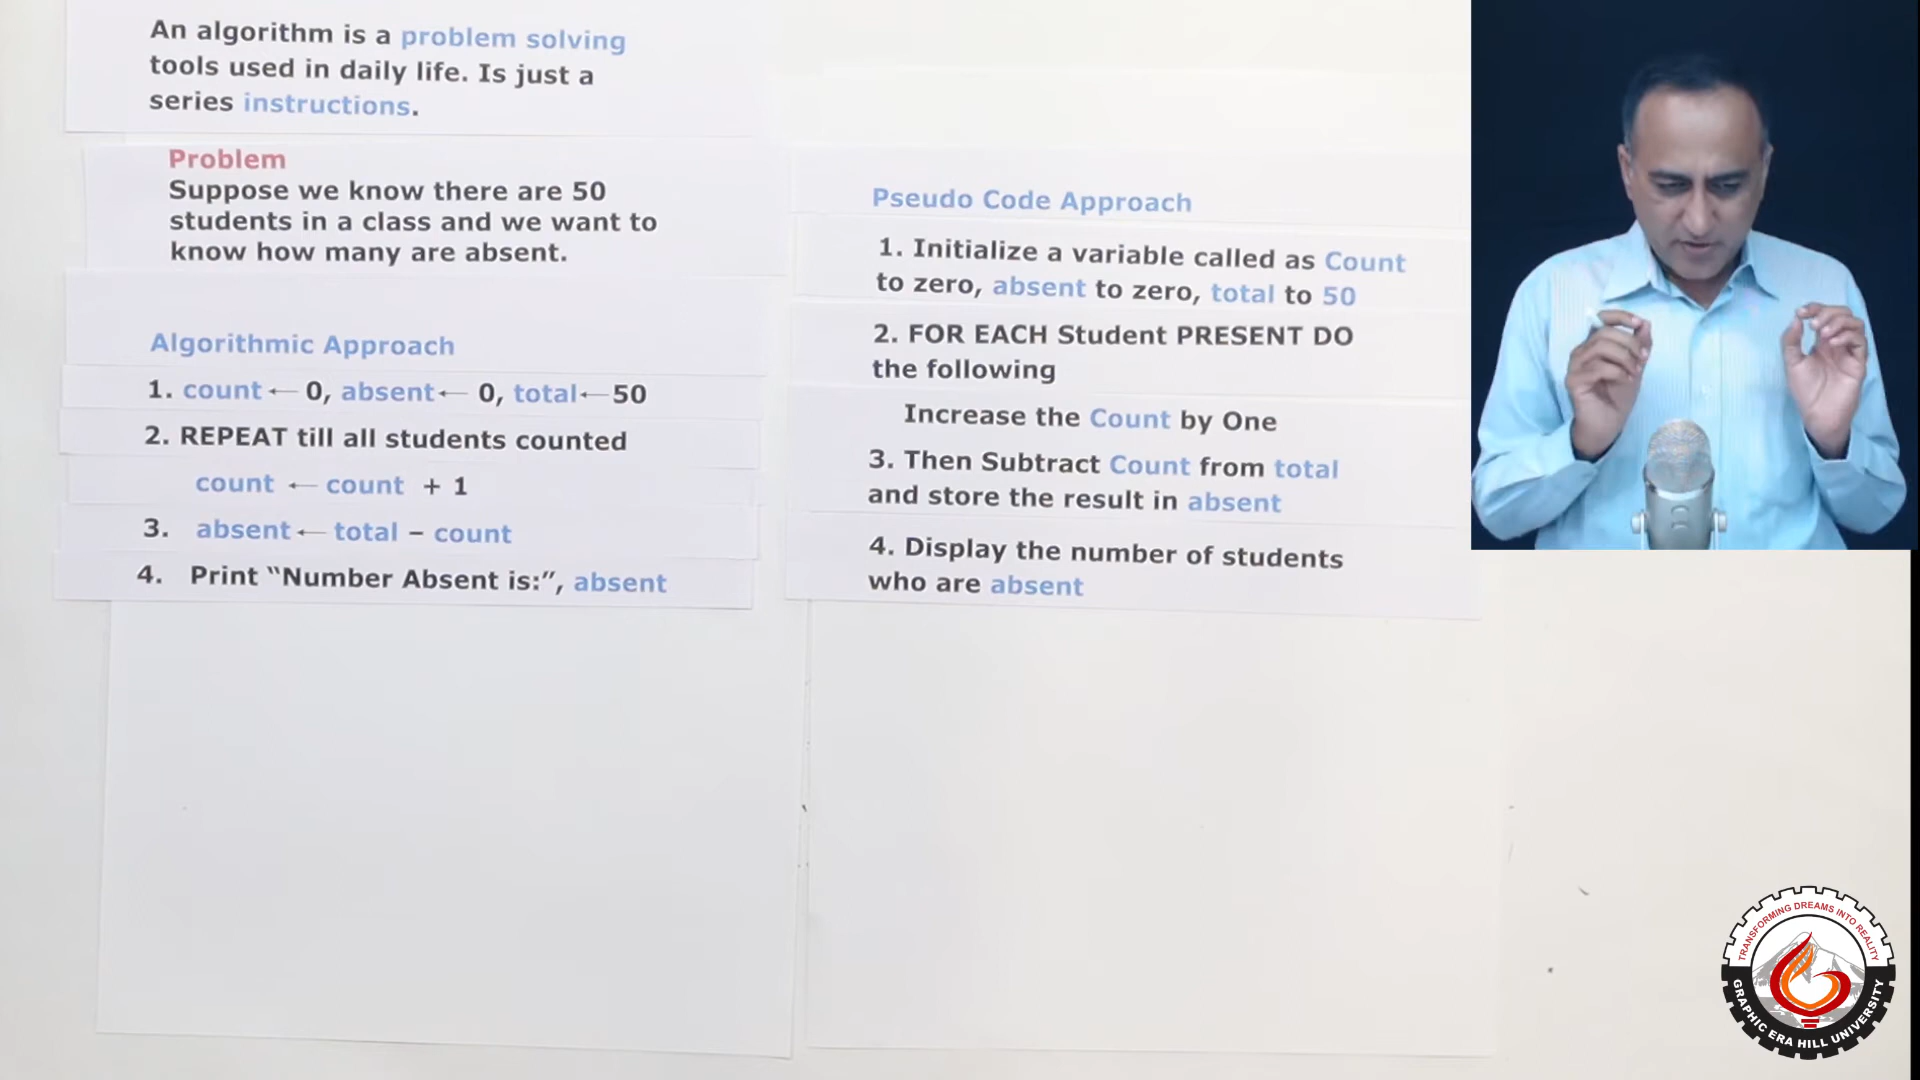 An algorithm is a problem solving
tools used in daily life. Is just a
series instructions.
Problem
Suppose we know there are 50
students in a class and we want to
know how many are absent.
Algorithmic Approach
1. count ← 0, absent ← 0, total ← 50
2. REPEAT till all students counted
count ← count + 1
3. absent ← total – count
4. Print “Number Absent is:”, absent
Pseudo Code Approach
1. Initialize a variable called as Count
to zero, absent to zero, total to 50
2. FOR EACH Student PRESENT DO
the following
Increase the Count by One
3. Then Subtract Count from total
and store the result in absent
4. Display the number of students
who are absent
TRANSFORMING DREAMS INTO REALITY
GRAPHIC ERA HILL UNIVERSITY